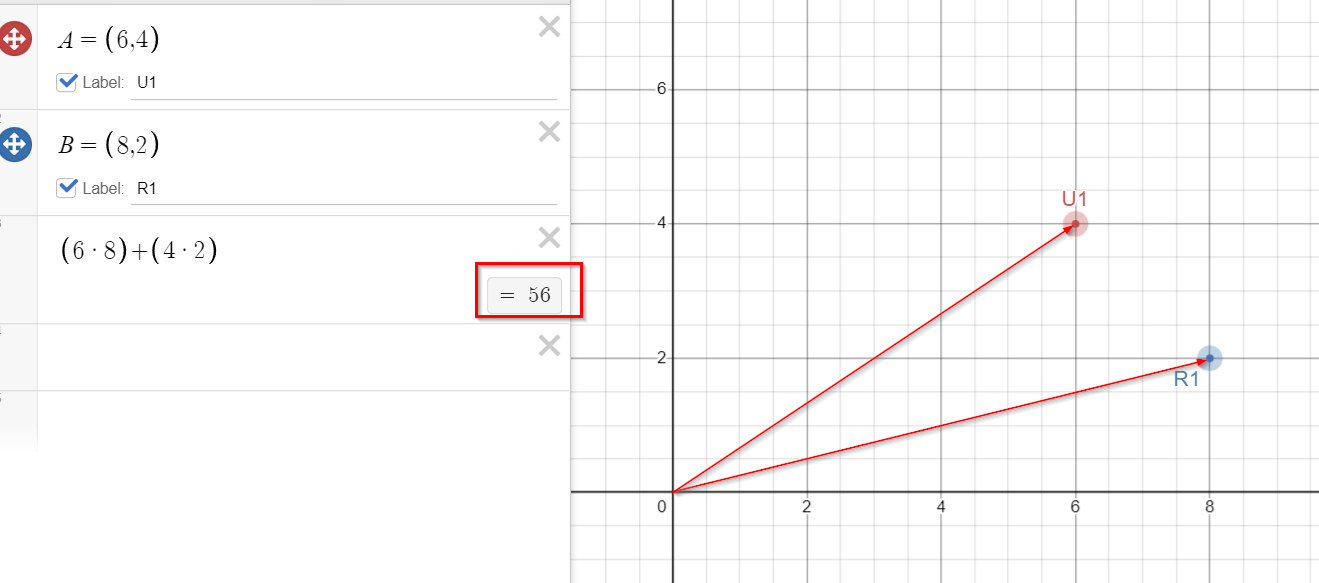 A = (6,4)
Label: U1
B = (8,2)
Label: R1
(6 · 8)+(4 · 2)
= 56
6
U1
4
2
R1
0
2
4
6
8